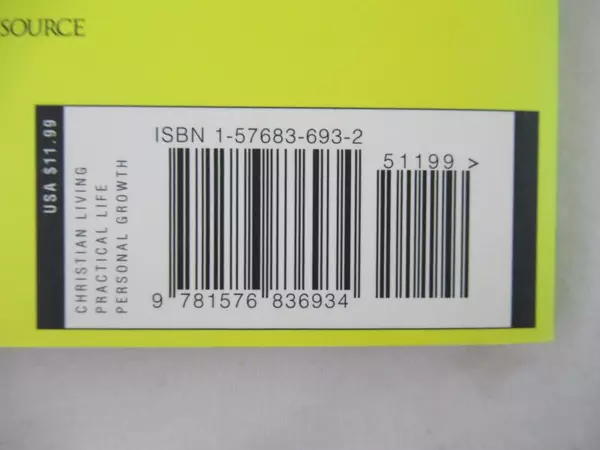 SOURCE
USA $11.99
CHRISTIAN LIVING
PRACTICAL LIFE
PERSONAL GROWTH
ISBN 1-57683-693-2
51199 >
9 781576 836934